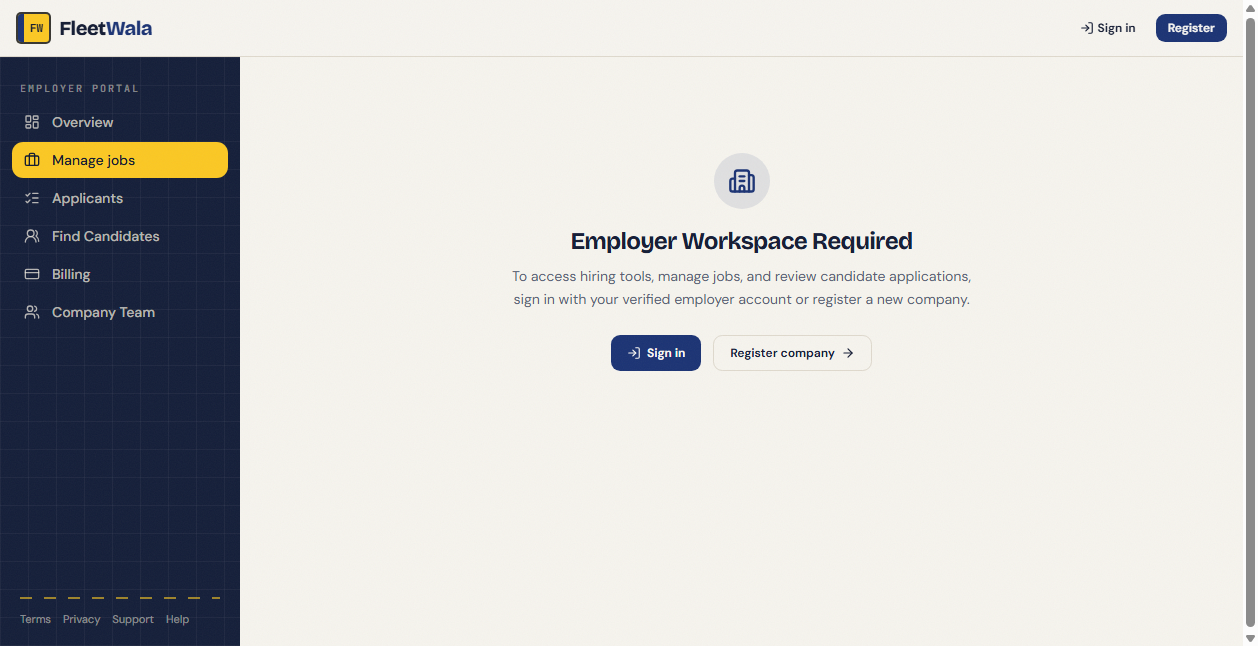 FW FleetWala
Sign in
Register
EMPLOYER PORTAL
Overview
Manage jobs
Applicants
Find Candidates
Billing
Company Team
Employer Workspace Required
To access hiring tools, manage jobs, and review candidate applications,
sign in with your verified employer account or register a new company.
Sign in
Register company
Terms Privacy Support Help